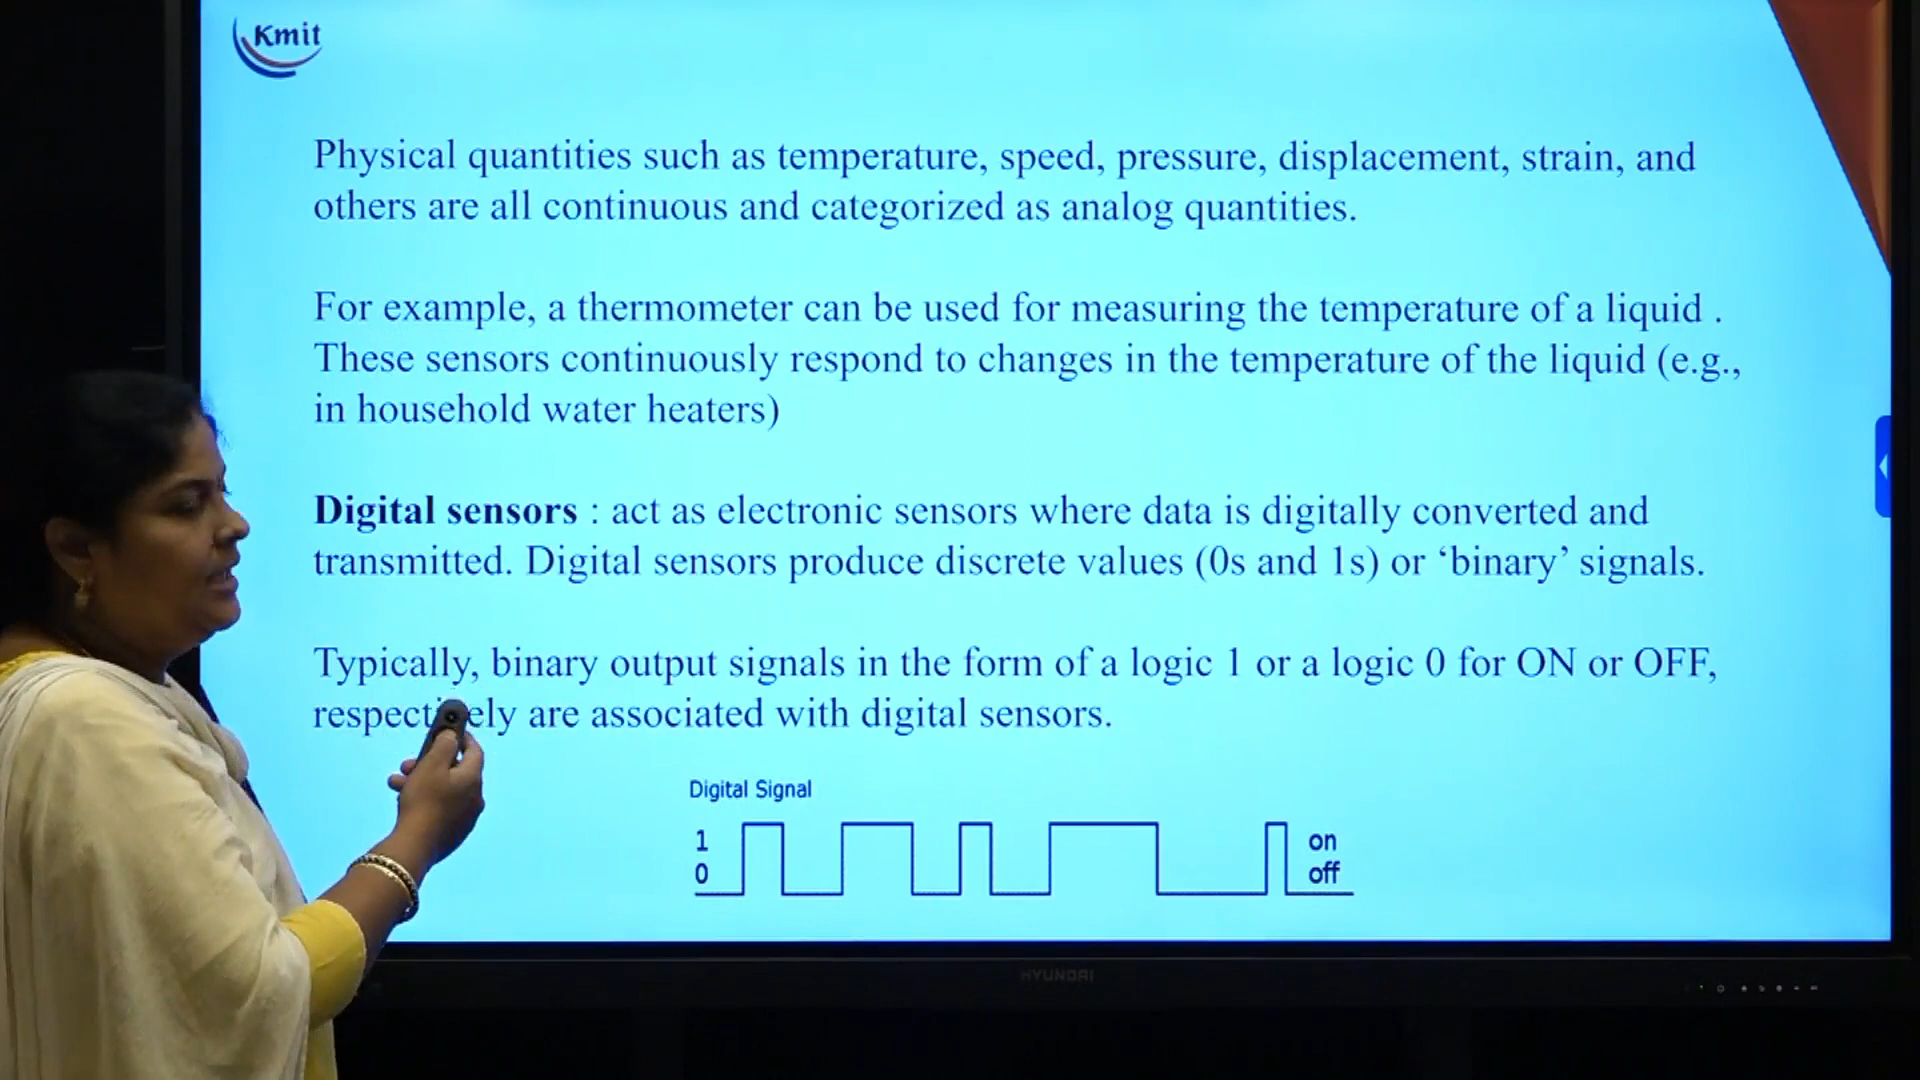 Kmit
Physical quantities such as temperature, speed, pressure, displacement, strain, and
others are all continuous and categorized as analog quantities.
For example, a thermometer can be used for measuring the temperature of a liquid .
These sensors continuously respond to changes in the temperature of the liquid (e.g.,
in household water heaters)
Digital sensors : act as electronic sensors where data is digitally converted and
transmitted. Digital sensors produce discrete values (0s and 1s) or ‘binary’ signals.
Typically, binary output signals in the form of a logic 1 or a logic 0 for ON or OFF,
respectively are associated with digital sensors.
Digital Signal
1 on
0 off
HYUNDAI